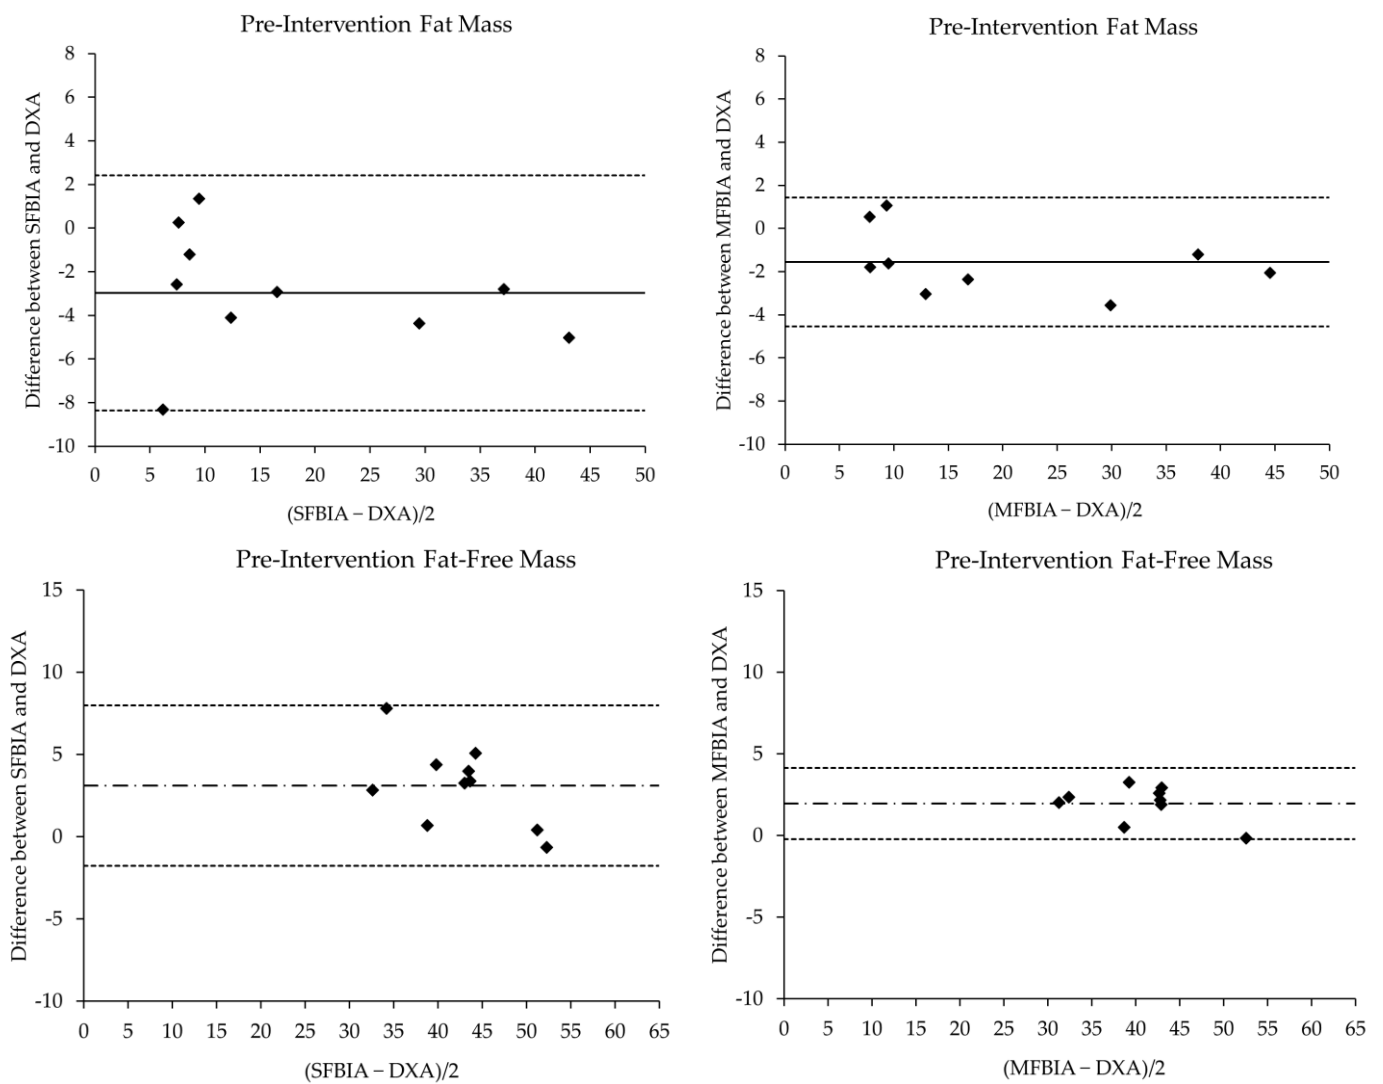 Pre-Intervention Fat Mass
Difference between SFBIA and DXA
8
6
4
2
0
-2
-4
-6
-8
-10
0 5 10 15 20 25 30 35 40 45 50
(SFBIA – DXA)/2
Pre-Intervention Fat Mass
Difference between MFBIA and DXA
8
6
4
2
0
-2
-4
-6
-8
-10
0 5 10 15 20 25 30 35 40 45 50
(MFBIA – DXA)/2
Pre-Intervention Fat-Free Mass
Difference between SFBIA and DXA
15
10
5
0
-5
-10
0 5 10 15 20 25 30 35 40 45 50 55 60 65
(SFBIA – DXA)/2
Pre-Intervention Fat-Free Mass
Difference between MFBIA and DXA
15
10
5
0
-5
-10
0 5 10 15 20 25 30 35 40 45 50 55 60 65
(MFBIA – DXA)/2